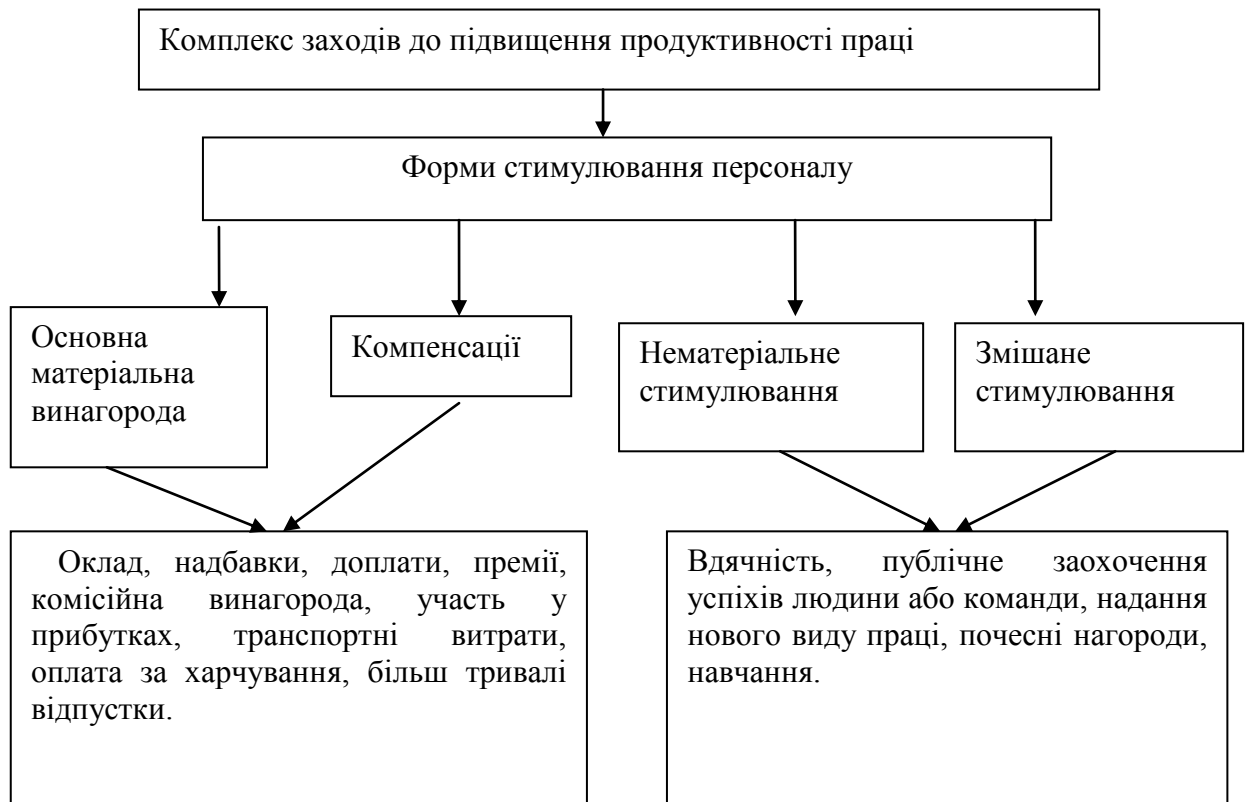 Комплекс заходів до підвищення продуктивності праці
Форми стимулювання персоналу
Основна
матеріальна
винагорода
Компенсації
Нематеріальне
стимулювання
Змішане
стимулювання
Оклад, надбавки, доплати, премії,
комісійна винагорода, участь у
прибутках, транспортні витрати,
оплата за харчування, більш тривалі
відпустки.
Вдячність, публічне заохочення
успіхів людини або команди, надання
нового виду праці, почесні нагороди,
навчання.